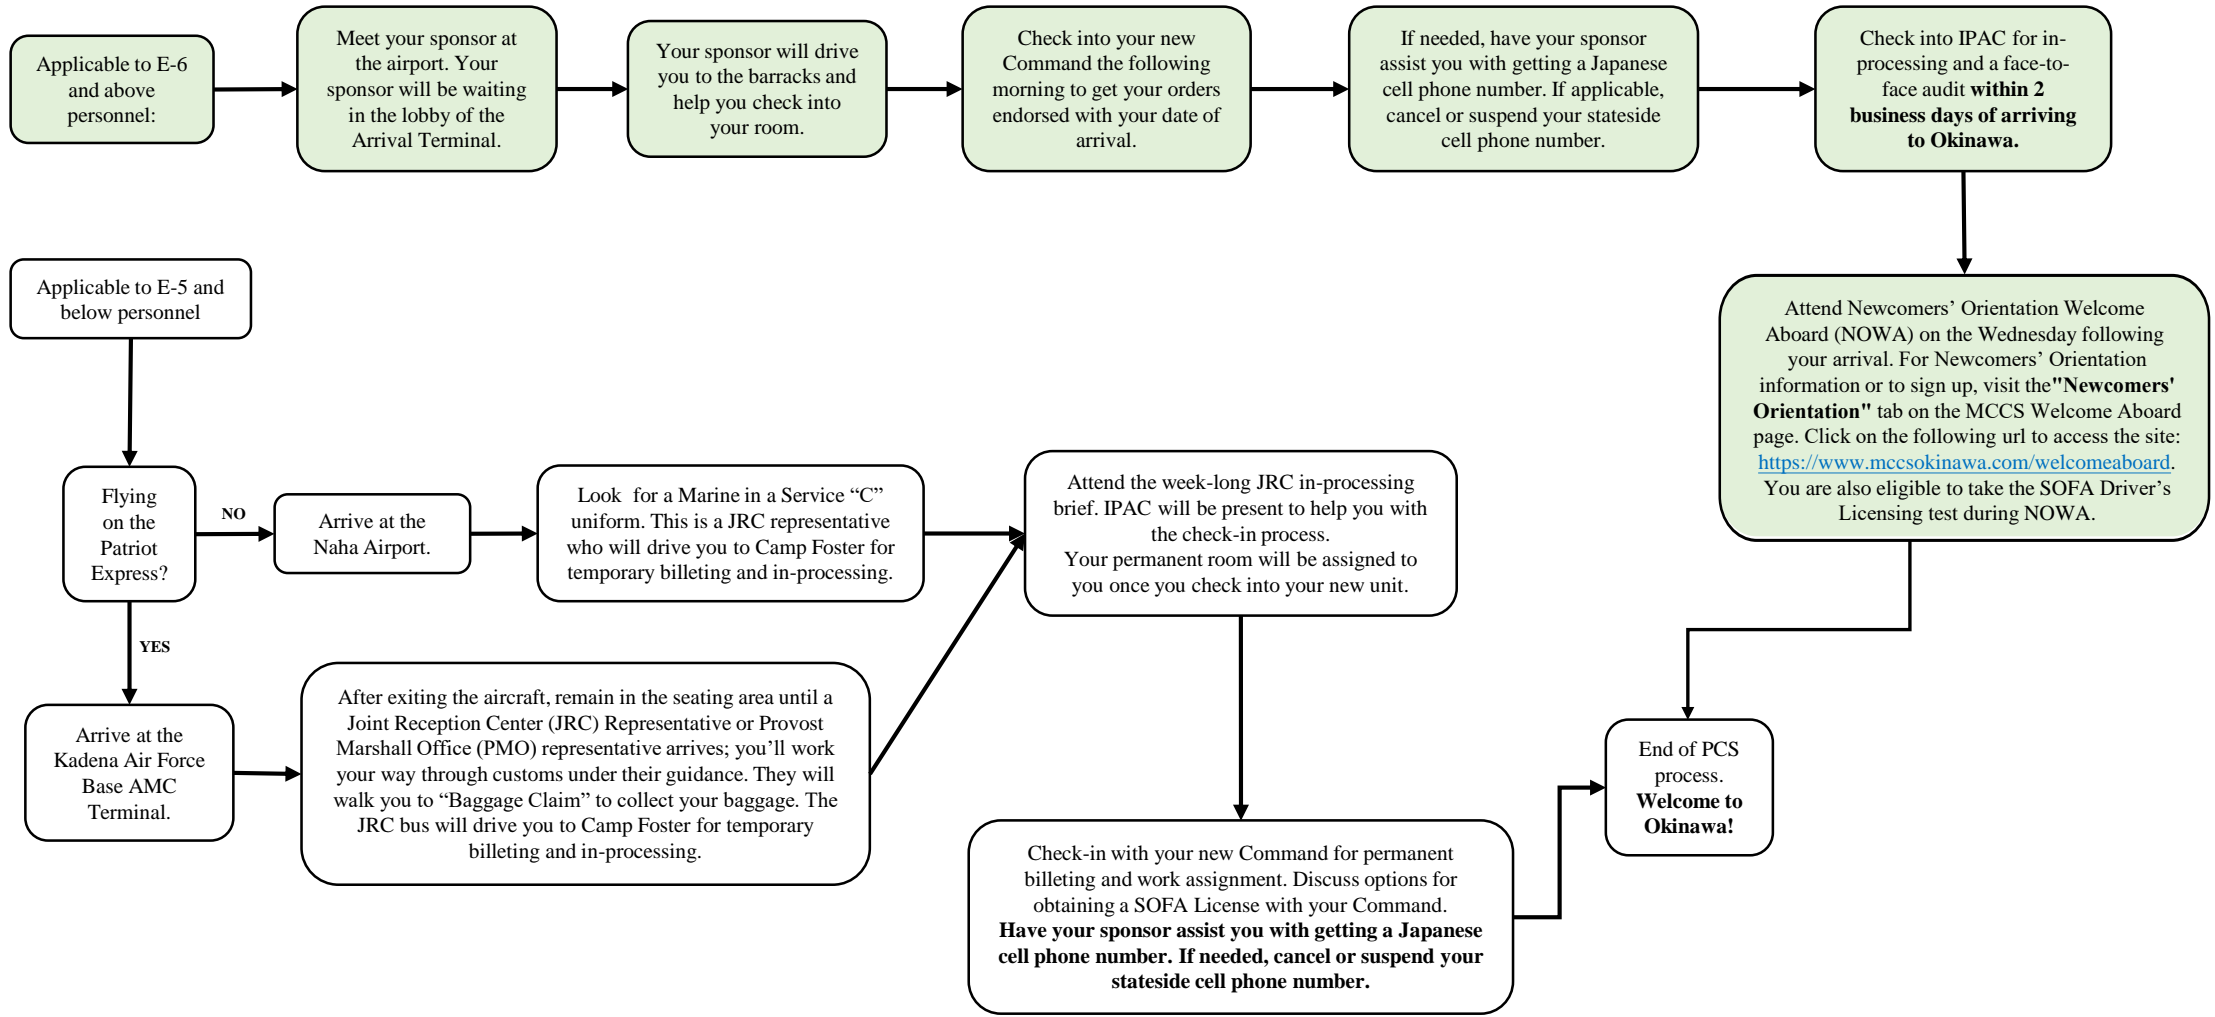 Applicable to E-6
and above
personnel:
Meet your sponsor at
the airport. Your
sponsor will be waiting
in the lobby of the
Arrival Terminal.
Your sponsor will drive
you to the barracks and
help you check into
your room.
Check into your new
Command the following
morning to get your orders
endorsed with your date of
arrival.
If needed, have your sponsor
assist you with getting a Japanese
cell phone number. If applicable,
cancel or suspend your stateside
cell phone number.
Check into IPAC for in-
processing and a face-to-
face audit within 2
business days of arriving
to Okinawa.
Attend Newcomers’ Orientation Welcome
Aboard (NOWA) on the Wednesday following
your arrival. For Newcomers’ Orientation
information or to sign up, visit the"Newcomers'
Orientation" tab on the MCCS Welcome Aboard
page. Click on the following url to access the site:
https://www.mccsokinawa.com/welcomeaboard.
You are also eligible to take the SOFA Driver’s
Licensing test during NOWA.
Applicable to E-5 and
below personnel
Flying
on the
Patriot
Express?
NO
Arrive at the
Naha Airport.
Look  for a Marine in a Service “C”
uniform. This is a JRC representative
who will drive you to Camp Foster for
temporary billeting and in-processing.
YES
Arrive at the
Kadena Air Force
Base AMC
Terminal.
After exiting the aircraft, remain in the seating area until a
Joint Reception Center (JRC) Representative or Provost
Marshall Office (PMO) representative arrives; you’ll work
your way through customs under their guidance. They will
walk you to “Baggage Claim” to collect your baggage. The
JRC bus will drive you to Camp Foster for temporary
billeting and in-processing.
Attend the week-long JRC in-processing
brief. IPAC will be present to help you with
the check-in process.
Your permanent room will be assigned to
you once you check into your new unit.
Check-in with your new Command for permanent
billeting and work assignment. Discuss options for
obtaining a SOFA License with your Command.
Have your sponsor assist you with getting a Japanese
cell phone number. If needed, cancel or suspend your
stateside cell phone number.
End of PCS
process.
Welcome to
Okinawa!